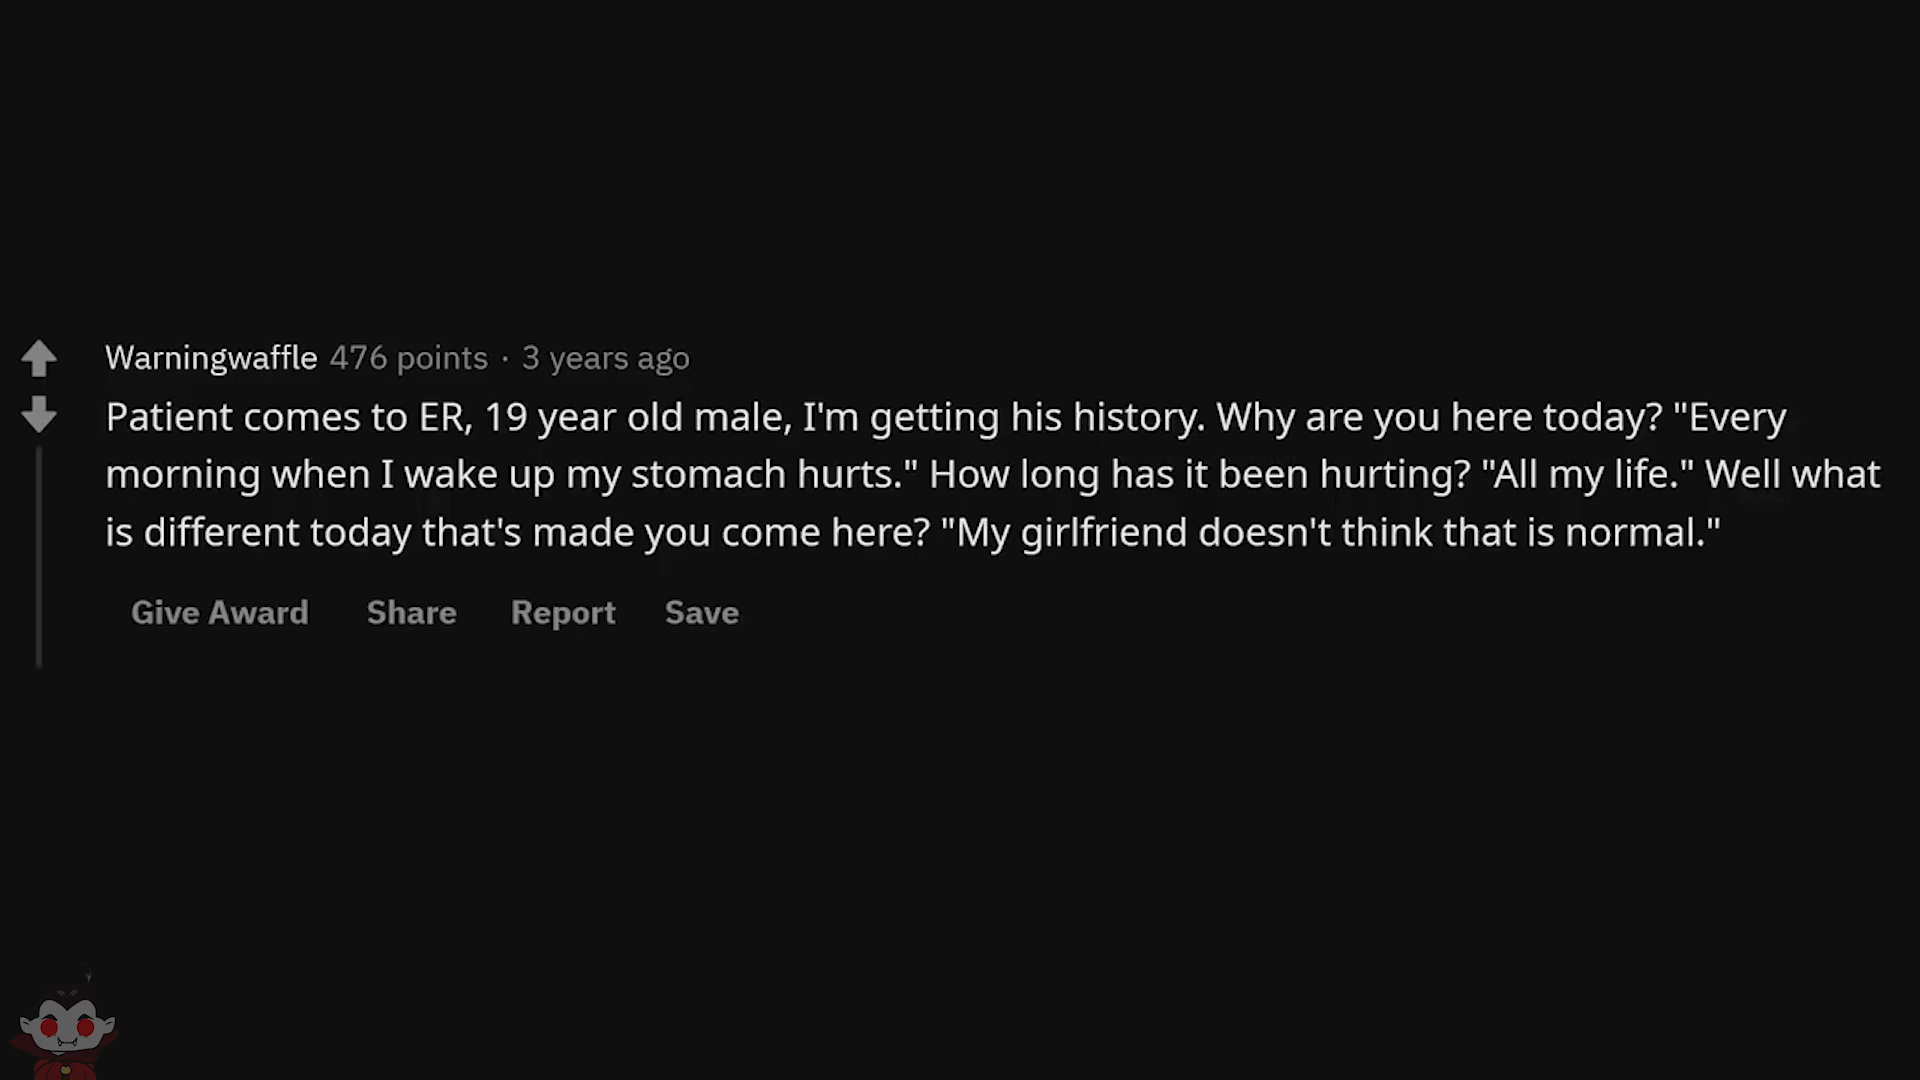 Warningwaffle 476 points · 3 years ago
Patient comes to ER, 19 year old male, I'm getting his history. Why are you here today? "Every
morning when I wake up my stomach hurts." How long has it been hurting? "All my life." Well what
is different today that's made you come here? "My girlfriend doesn't think that is normal."
Give Award Share Report Save